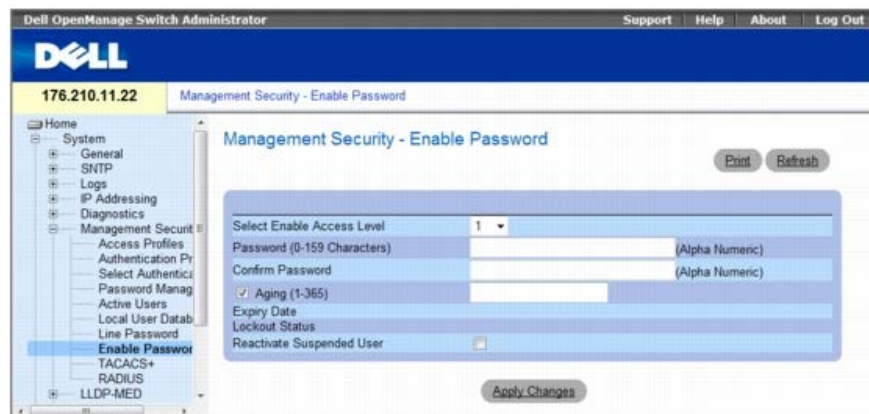 Dell OpenManage Switch Administrator Support Help About Log Out
DELL
176.210.11.22 Management Security - Enable Password
Home
System
General
SNTP
Logs
IP Addressing
Diagnostics
Management Securit
Access Profiles
Authentication Pr
Select Authentica
Password Manag
Active Users
Local User Datab
Line Password
Enable Passwor
TACACS+
RADIUS
LLDP-MED
Management Security - Enable Password
Print Refresh
Select Enable Access Level 1
Password (0-159 Characters) (Alpha Numeric)
Confirm Password (Alpha Numeric)
Aging (1-365)
Expiry Date
Lockout Status
Reactivate Suspended User
Apply Changes